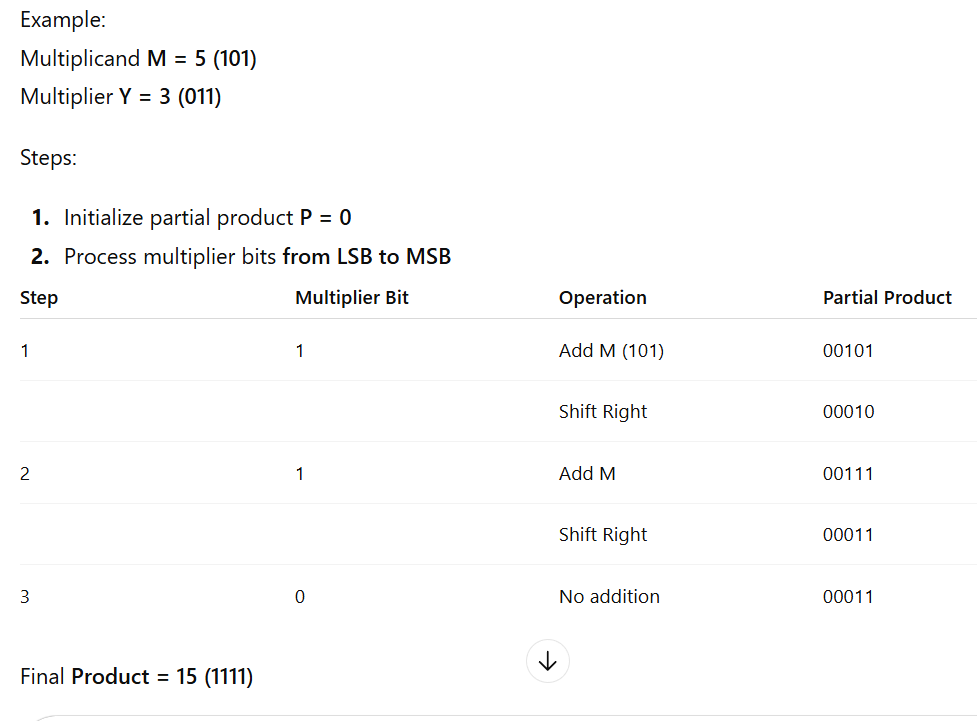 Example:
Multiplicand M = 5 (101)
Multiplier Y = 3 (011)
Steps:
1. Initialize partial product P = 0
2. Process multiplier bits from LSB to MSB
Step Multiplier Bit Operation Partial Product
1 1 Add M (101) 00101
Shift Right 00010
2 1 Add M 00111
Shift Right 00011
3 0 No addition 00011
Final Product = 15 (1111)